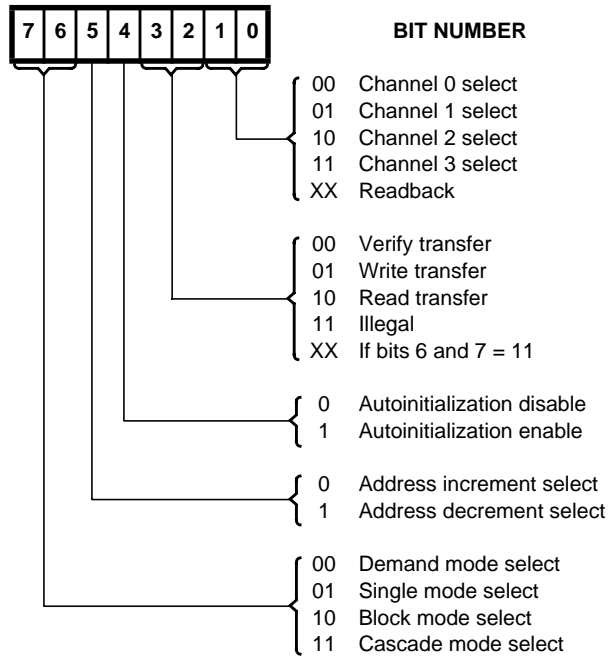 7 6 5 4 3 2 1 0 BIT NUMBER
00 Channel 0 select
01 Channel 1 select
10 Channel 2 select
11 Channel 3 select
XX Readback
00 Verify transfer
01 Write transfer
10 Read transfer
11 Illegal
XX If bits 6 and 7 = 11
0 Autoinitialization disable
1 Autoinitialization enable
0 Address increment select
1 Address decrement select
00 Demand mode select
01 Single mode select
10 Block mode select
11 Cascade mode select